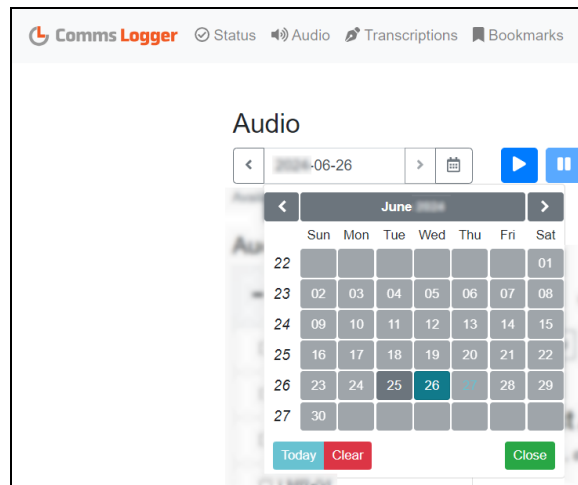 Comms Logger Status Audio Transcriptions Bookmarks
Audio
-06-26
June
Sun Mon Tue Wed Thu Fri Sat
22 01
23 02 03 04 05 06 07 08
24 09 10 11 12 13 14 15
25 16 17 18 19 20 21 22
26 23 24 25 26 27 28 29
27 30
Today Clear Close